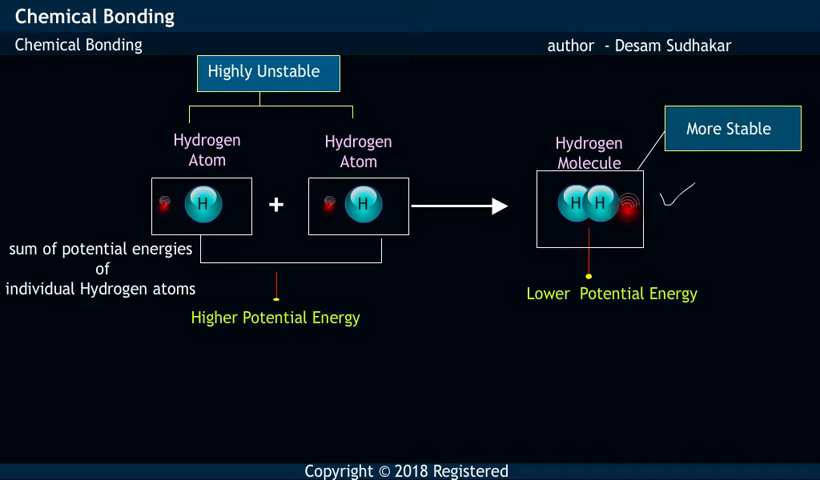 Chemical Bonding
Chemical Bonding
author - Desam Sudhakar
Highly Unstable
More Stable
Hydrogen
Atom
Hydrogen
Atom
Hydrogen
Molecule
H
+
H
H H
sum of potential energies
of
individual Hydrogen atoms
Higher Potential Energy
Lower Potential Energy
Copyright © 2018 Registered